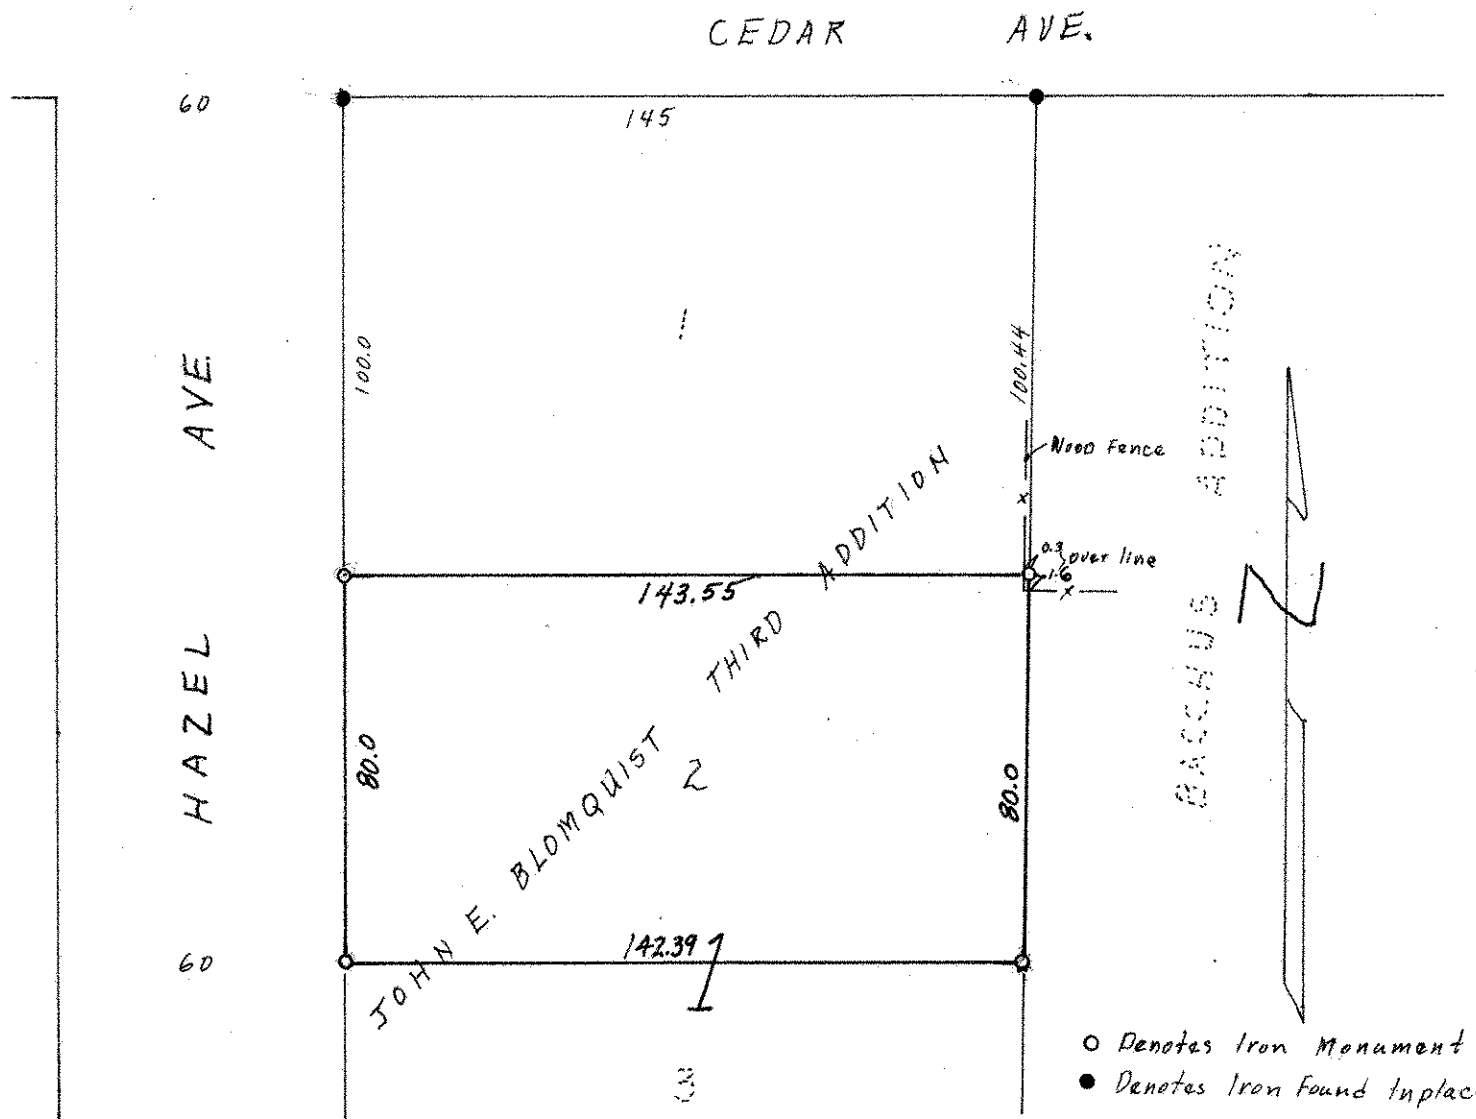 CEDAR AVE.
60
145
1
100.0
100.44
HAZEL AVE
Wood Fence
x
0.3
1.6
over line
x
143.55
JOHN E. BLOMQUIST THIRD ADDITION
BACCHUS ADDITION
N
80.0
2
80.0
60
142.39
1
3
O Denotes Iron Monument
● Denotes Iron Found Inplac